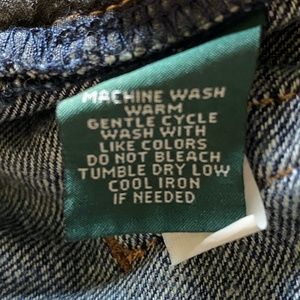 MACHINE WASH
WARM
GENTLE CYCLE
WASH WITH
LIKE COLORS
DO NOT BLEACH
TUMBLE DRY LOW
COOL IRON
IF NEEDED